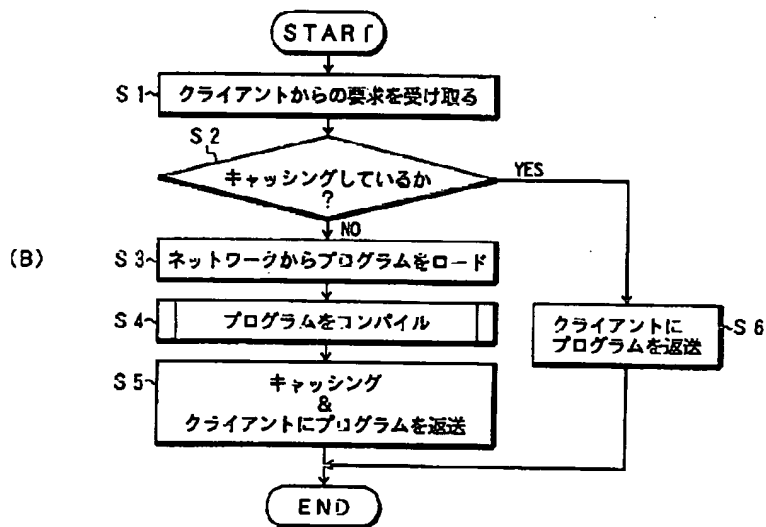 START
S1 クライアントからの要求を受け取る
S2
キャッシングしているか
?
YES
NO
(B)
S3 ネットワークからプログラムをロード
S4 プログラムをコンパイル
クライアントに
プログラムを返送
S6
S5 キャッシング
&
クライアントにプログラムを返送
END